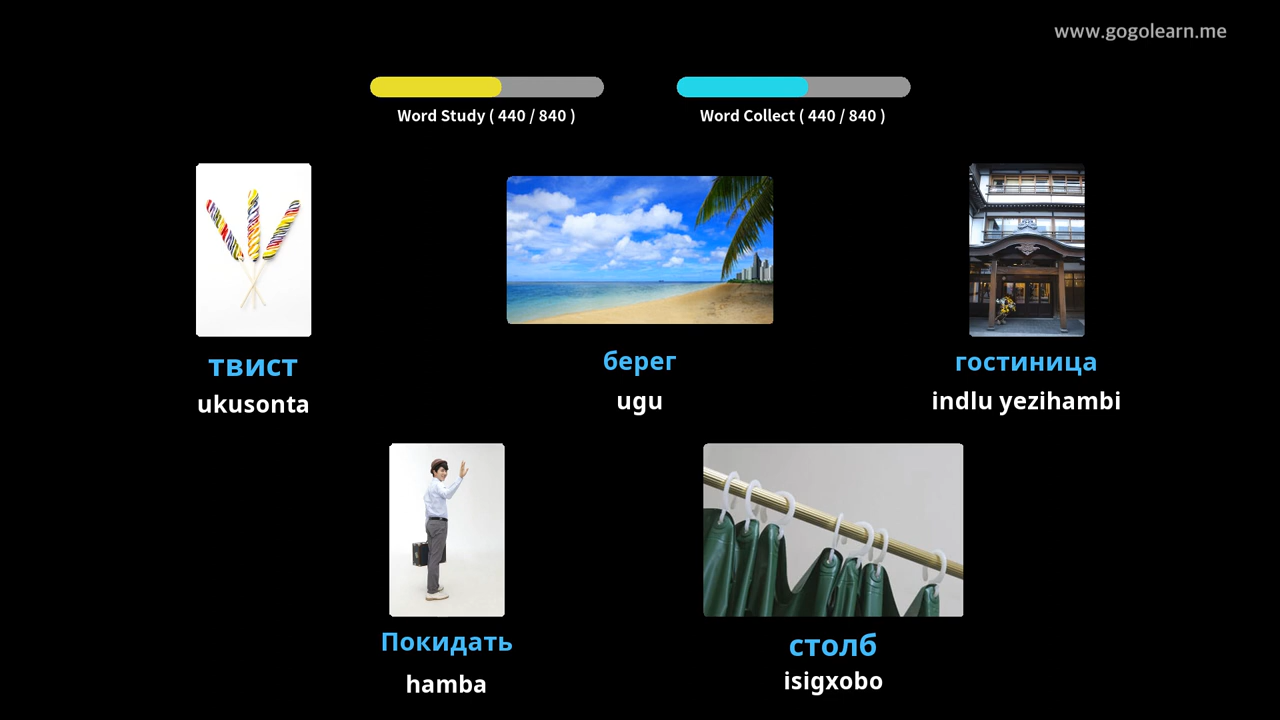 www.gogolearn.me
Word Study ( 440 / 840 )
Word Collect ( 440 / 840 )
твист
ukusonta
берег
ugu
гостиница
indlu yezihambi
Покидать
hamba
столб
isigxobo